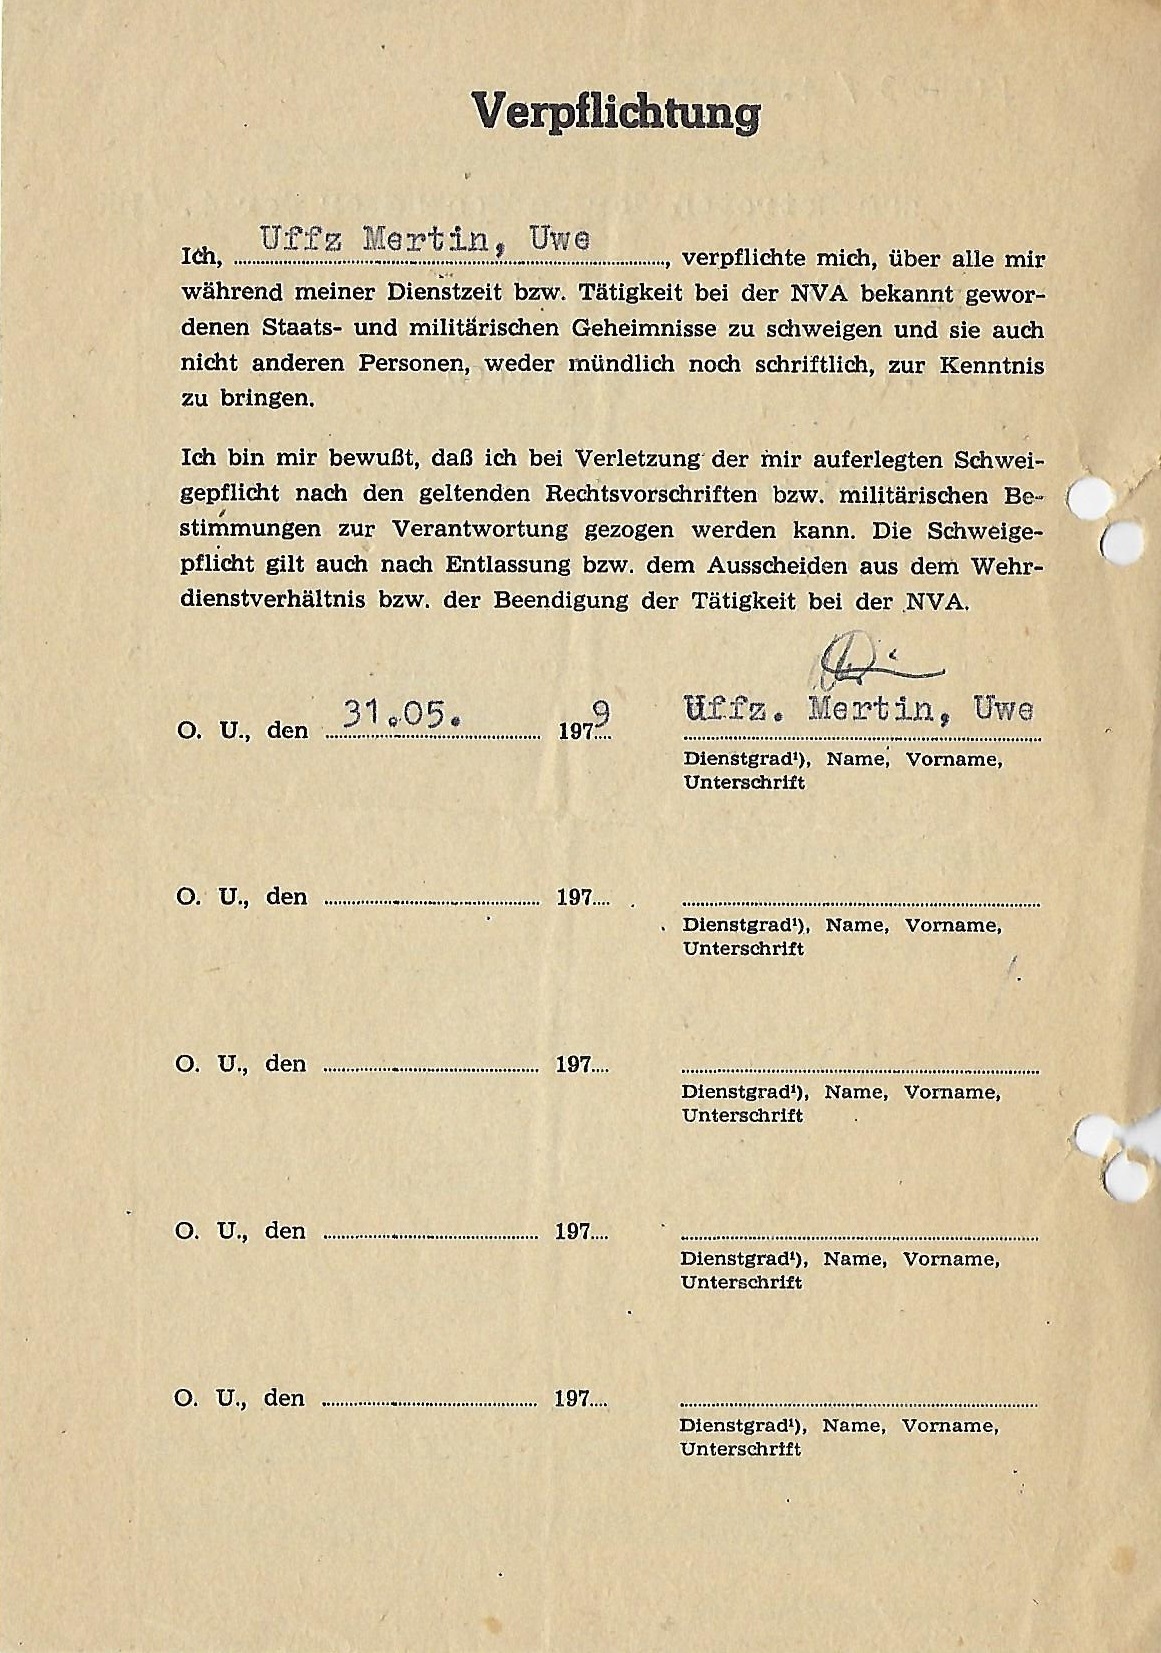 Verpflichtung
Ich, Uffz Mertin, Uwe, verpflichte mich, über alle mir
während meiner Dienstzeit bzw. Tätigkeit bei der NVA bekannt gewor-
denen Staats- und militärischen Geheimnisse zu schweigen und sie auch
nicht anderen Personen, weder mündlich noch schriftlich, zur Kenntnis
zu bringen.
Ich bin mir bewußt, daß ich bei Verletzung der mir auferlegten Schwei-
gepflicht nach den geltenden Rechtsvorschriften bzw. militärischen Be-
stimmungen zur Verantwortung gezogen werden kann. Die Schweige-
pflicht gilt auch nach Entlassung bzw. dem Ausscheiden aus dem Wehr-
dienstverhältnis bzw. der Beendigung der Tätigkeit bei der NVA.
O. U., den 31.05. 1979 Uffz. Mertin, Uwe
Dienstgrad¹), Name, Vorname,
Unterschrift
O. U., den ........ 197....
Dienstgrad¹), Name, Vorname,
Unterschrift
O. U., den ........ 197....
Dienstgrad¹), Name, Vorname,
Unterschrift
O. U., den ........ 197....
Dienstgrad¹), Name, Vorname,
Unterschrift
O. U., den ........ 197....
Dienstgrad¹), Name, Vorname,
Unterschrift